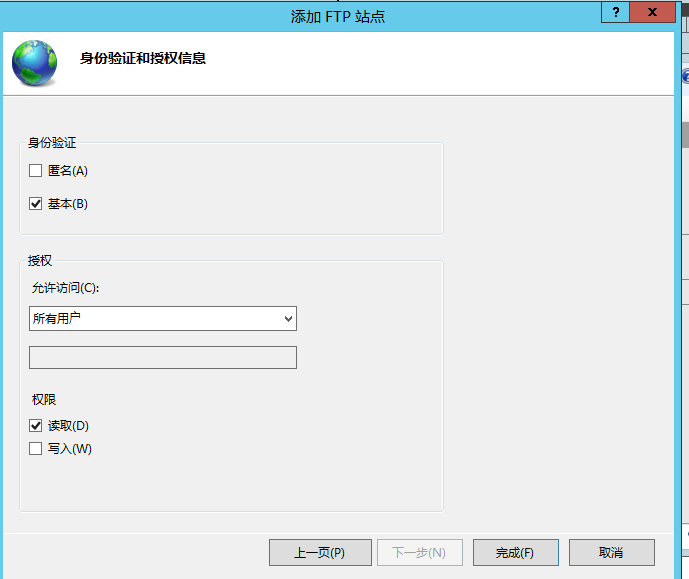 添加 FTP 站点
? x
身份验证和授权信息
身份验证
匿名(A)
基本(B)
授权
允许访问(C):
所有用户
权限
读取(D)
写入(W)
上一页(P) 下一步(N) 完成(F) 取消